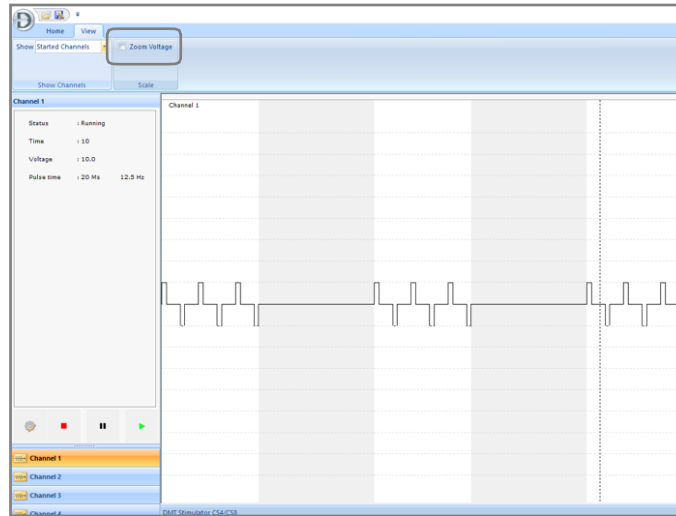 D
Home View
Show Started Channels Zoom Voltage
Show Channels Scale
Channel 1
Channel 1
Status : Running
Time : 10
Voltage : 10.0
Pulse time : 20 Ms 12.5 Hz
Channel 1
Channel 2
Channel 3
Channel 4
DMT Stimulator CS4/CS8